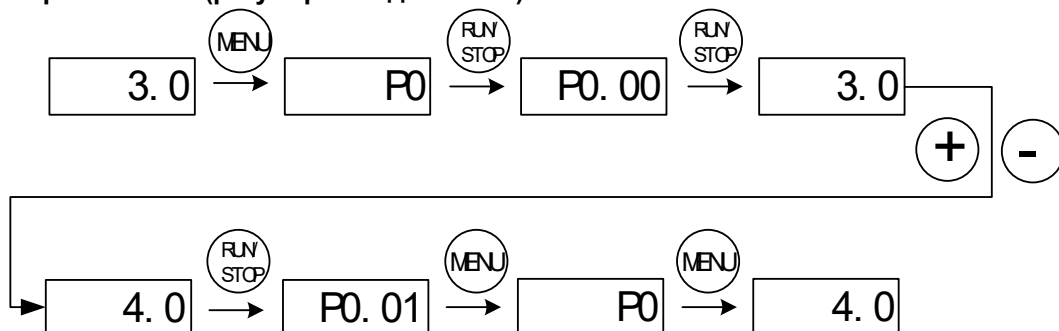 MENU RUN/ STOP RUN/ STOP
3. 0 P0 P0. 00 3. 0
+ -
RUN/ STOP MENU MENU
4. 0 P0. 01 P0 4. 0